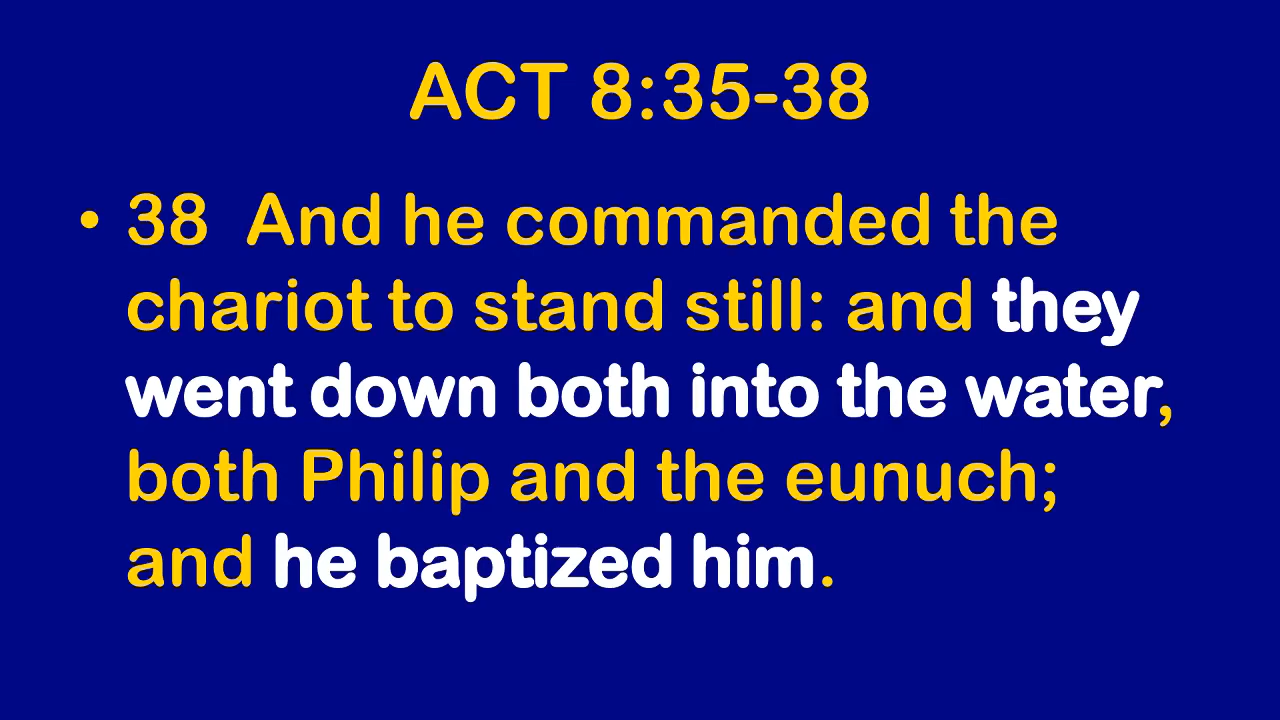 ACT 8:35-38
• 38  And he commanded the
chariot to stand still: and they
went down both into the water,
both Philip and the eunuch;
and he baptized him.